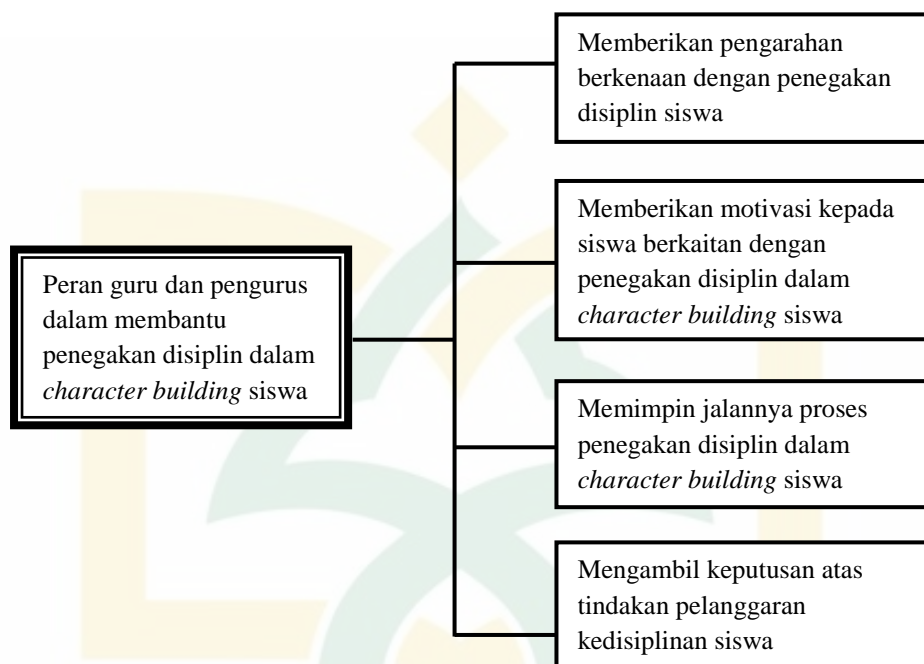 Memberikan pengarahan
berkenaan dengan penegakan
disiplin siswa
Memberikan motivasi kepada
siswa berkaitan dengan
penegakan disiplin dalam
character building siswa
Peran guru dan pengurus
dalam membantu
penegakan disiplin dalam
character building siswa
Memimpin jalannya proses
penegakan disiplin dalam
character building siswa
Mengambil keputusan atas
tindakan pelanggaran
kedisiplinan siswa